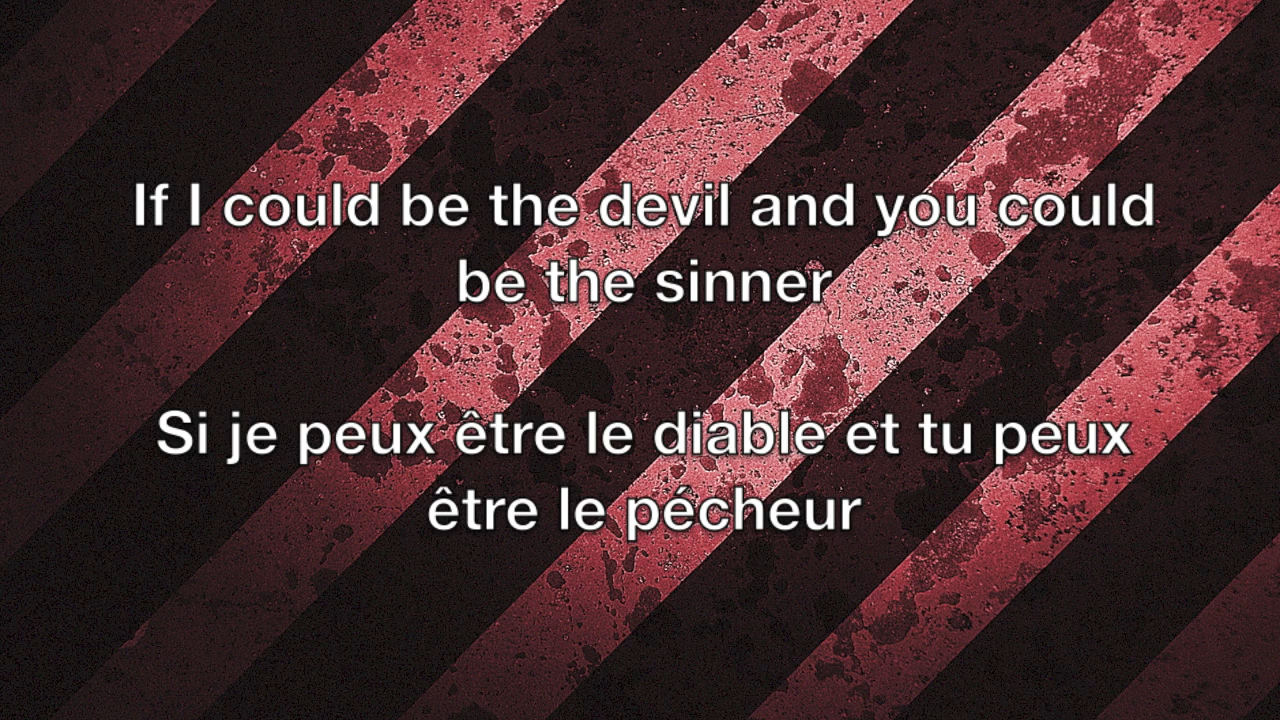 If I could be the devil and you could
be the sinner
Si je peux être le diable et tu peux
être le pécheur